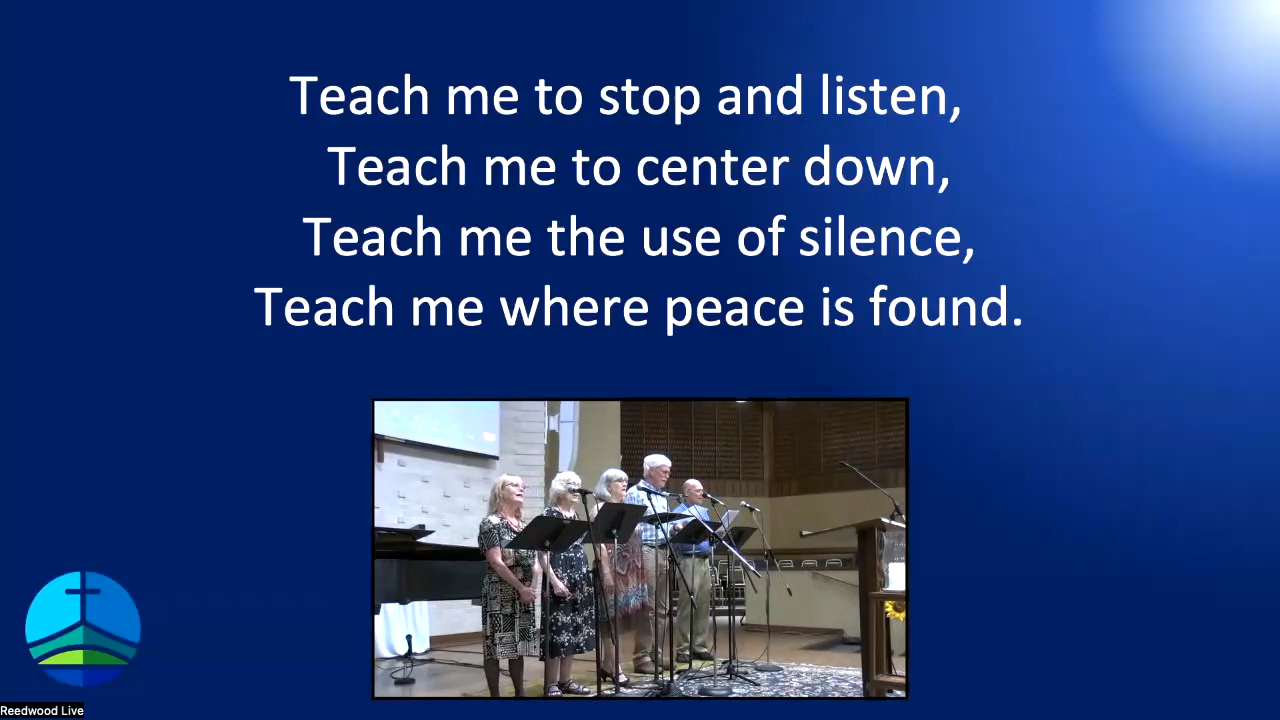 Teach me to stop and listen,
Teach me to center down,
Teach me the use of silence,
Teach me where peace is found.
Reedwood Live